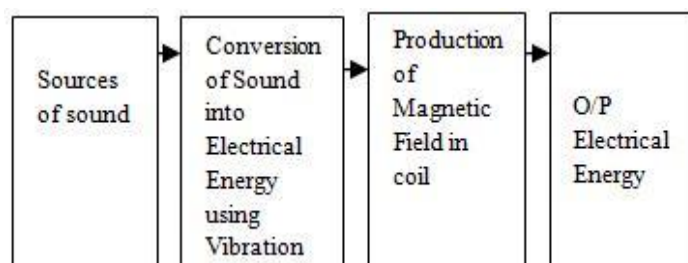 Sources
of sound
Conversion
of Sound
into
Electrical
Energy
using
Vibration
Production
of
Magnetic
Field in
coil
O/P
Electrical
Energy